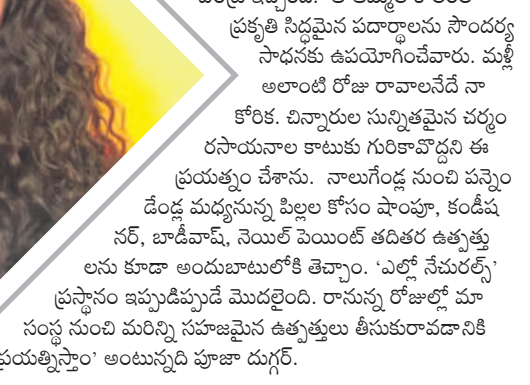 ప్రకృతి సిద్ధమైన పదార్థాలను సౌందర్య
సాధనకు ఉపయోగించేవారు. మళ్లీ
అలాంటి రోజు రావాలనేదే నా
కోరిక. చిన్నారుల సున్నితమైన చర్మం
రసాయనాల కాటుకు గురికావొద్దని ఈ
ప్రయత్నం చేశాను. నాలుగేండ్ల నుంచి పన్నెం
డేండ్ల మధ్యనున్న పిల్లల కోసం షాంపూ, కండీష
నర్, బాడీవాష్, నెయిల్ పెయింట్ తదితర ఉత్పత్తు
లను కూడా అందుబాటులోకి తెచ్చాం. ‘ఎల్లో నేచురల్స్’
ప్రస్థానం ఇప్పుడిప్పుడే మొదలైంది. రానున్న రోజుల్లో మా
సంస్థ నుంచి మరిన్ని సహజమైన ఉత్పత్తులు తీసుకురావడానికి
ప్రయత్నిస్తాం’ అంటున్నది పూజా దుగ్గర్.